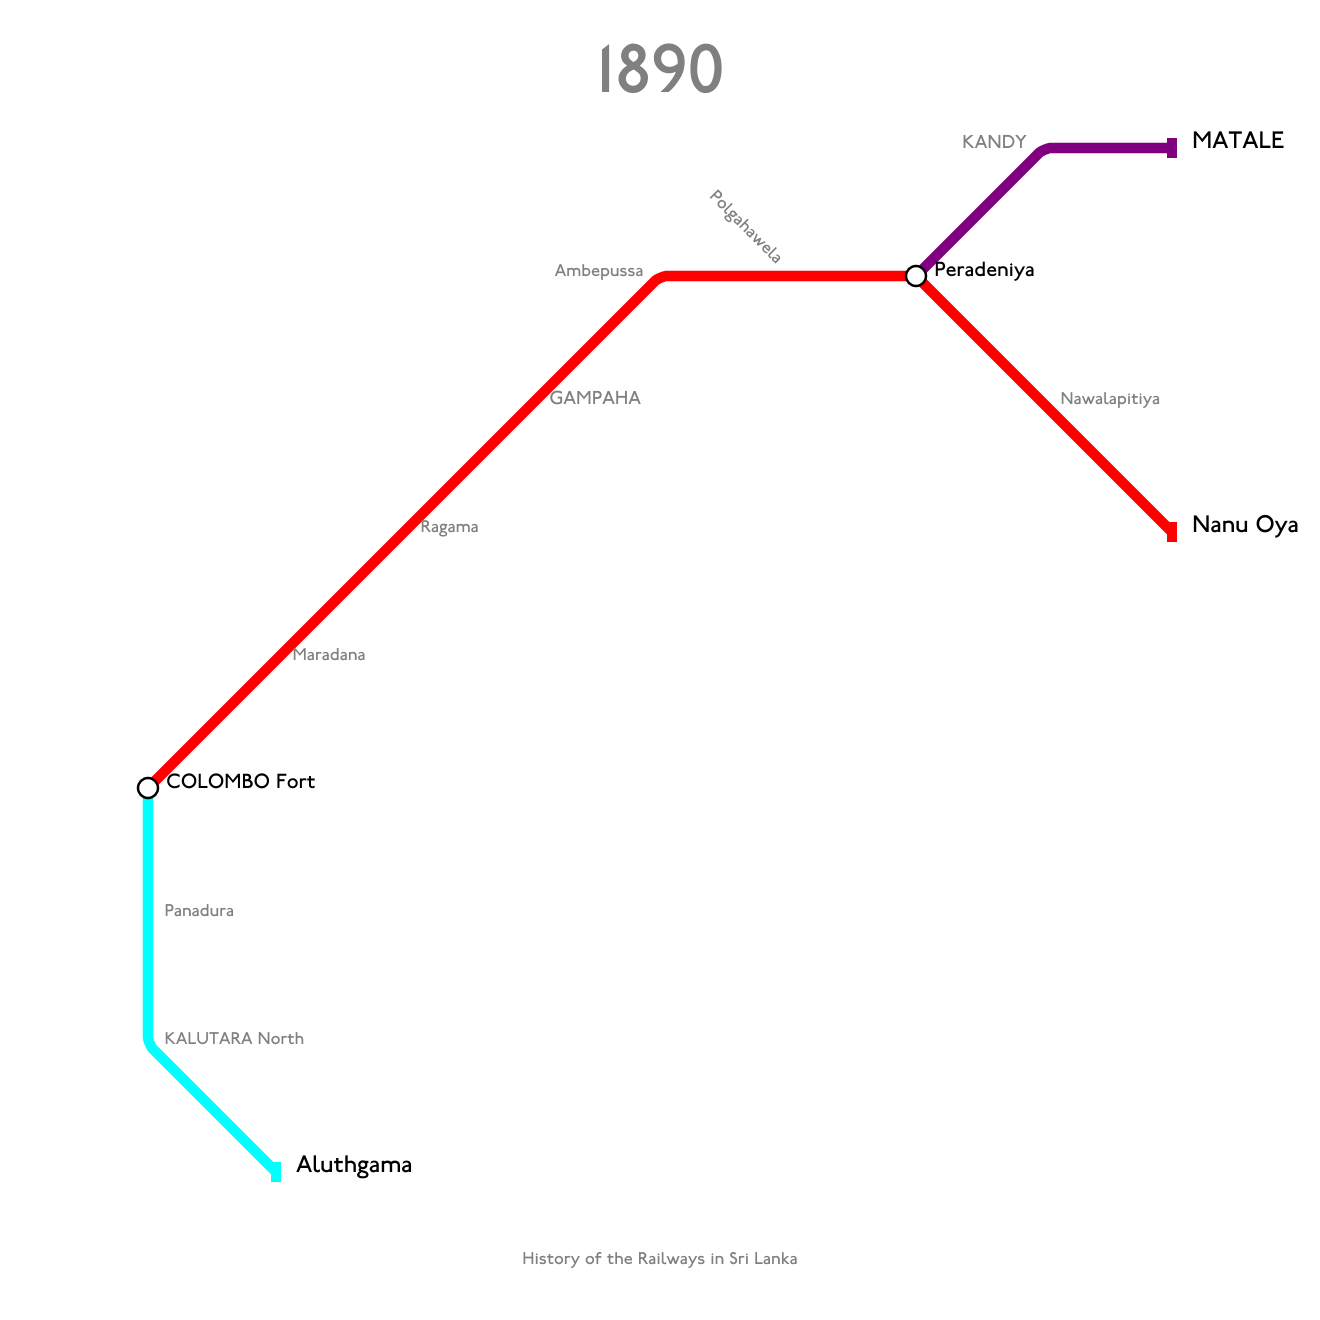 1890
KANDY
MATALE
Polgahawela
Ambepussa
Peradeniya
GAMPAHA
Nawalapitiya
Ragama
Nanu Oya
Maradana
COLOMBO Fort
Panadura
KALUTARA North
Aluthgama
History of the Railways in Sri Lanka